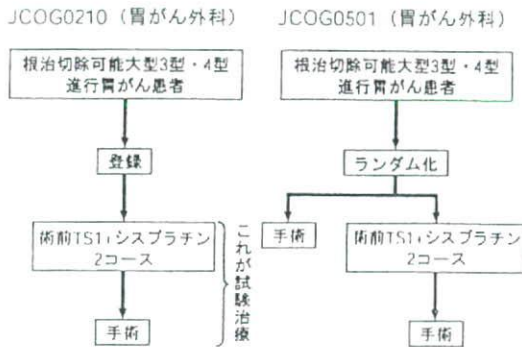 JCOG0210 (胃がん外科)
根治切除可能大型3型・4型
進行胃がん患者
登録
術前TS1+シスプラチン
2コース
手術
これが試験治療
JCOG0501 (胃がん外科)
根治切除可能大型3型・4型
進行胃がん患者
ランダム化
手術
術前TS1+シスプラチン
2コース
手術